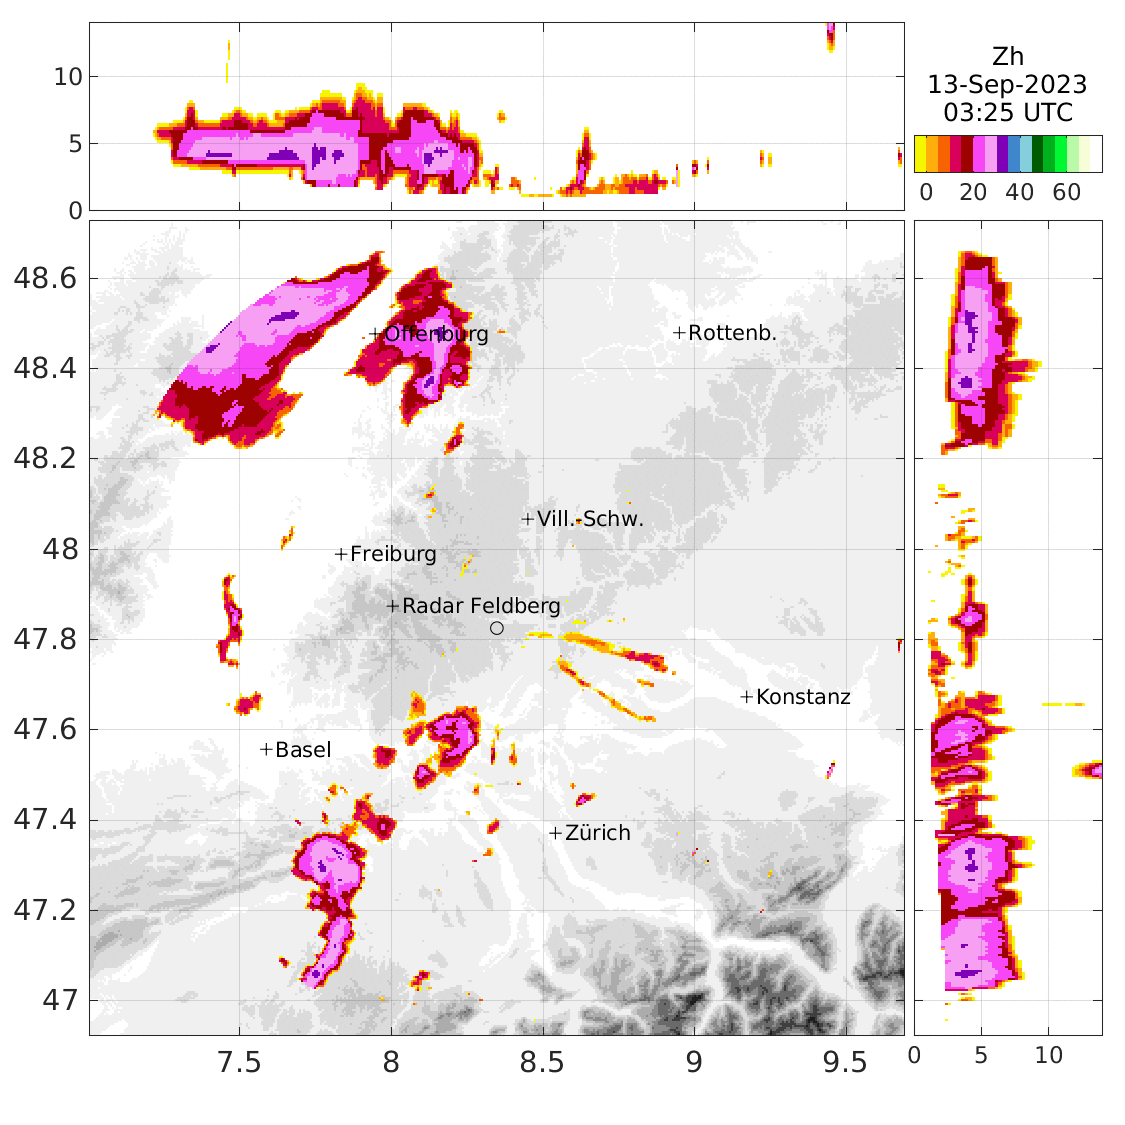 10
5
0
Zh
13-Sep-2023
03:25 UTC
0 20 40 60
48.6
48.4
48.2
48
47.8
47.6
47.4
47.2
47
+Offenburg
+Rottenb.
+Vill.-Schw.
+Freiburg
+Radar Feldberg
+Konstanz
+Basel
+Zürich
7.5 8 8.5 9 9.5
0 5 10